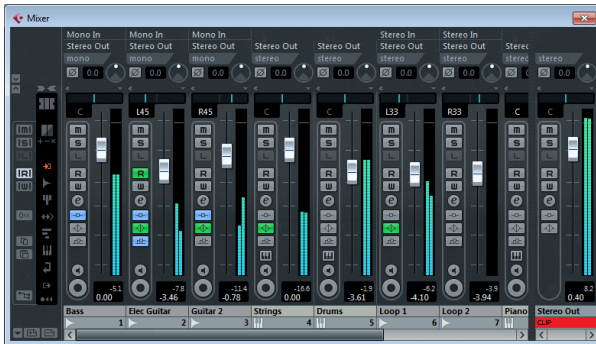 Mixer
Mono In Mono In Mono In Stereo In Stereo In
Stereo Out Stereo Out Stereo Out Stereo Out Stereo Out Stereo Out Stereo Out Sterec
mono mono mono stereo stereo stereo stereo stereo stereo
0.0 0.0 0.0 0.0 0.0 0.0 0.0 0.0
C L45 R45 C C L33 R33 C C
m m m m m m m m
S S S S S S S S
L L L L L L L
R R R R R R R R
W W W W W W W W
e e e e e e e e
-5.1 -7.8 -11.4 -16.6 -1.9 -6.2 -3.9 8.2
0.00 -3.46 -0.78 0.00 -3.61 -4.10 -3.94 0.40
Bass Elec Guitar Guitar 2 Strings Drums Loop 1 Loop 2 Piano Stereo Out
1 2 3 4 5 6 7 CLIP